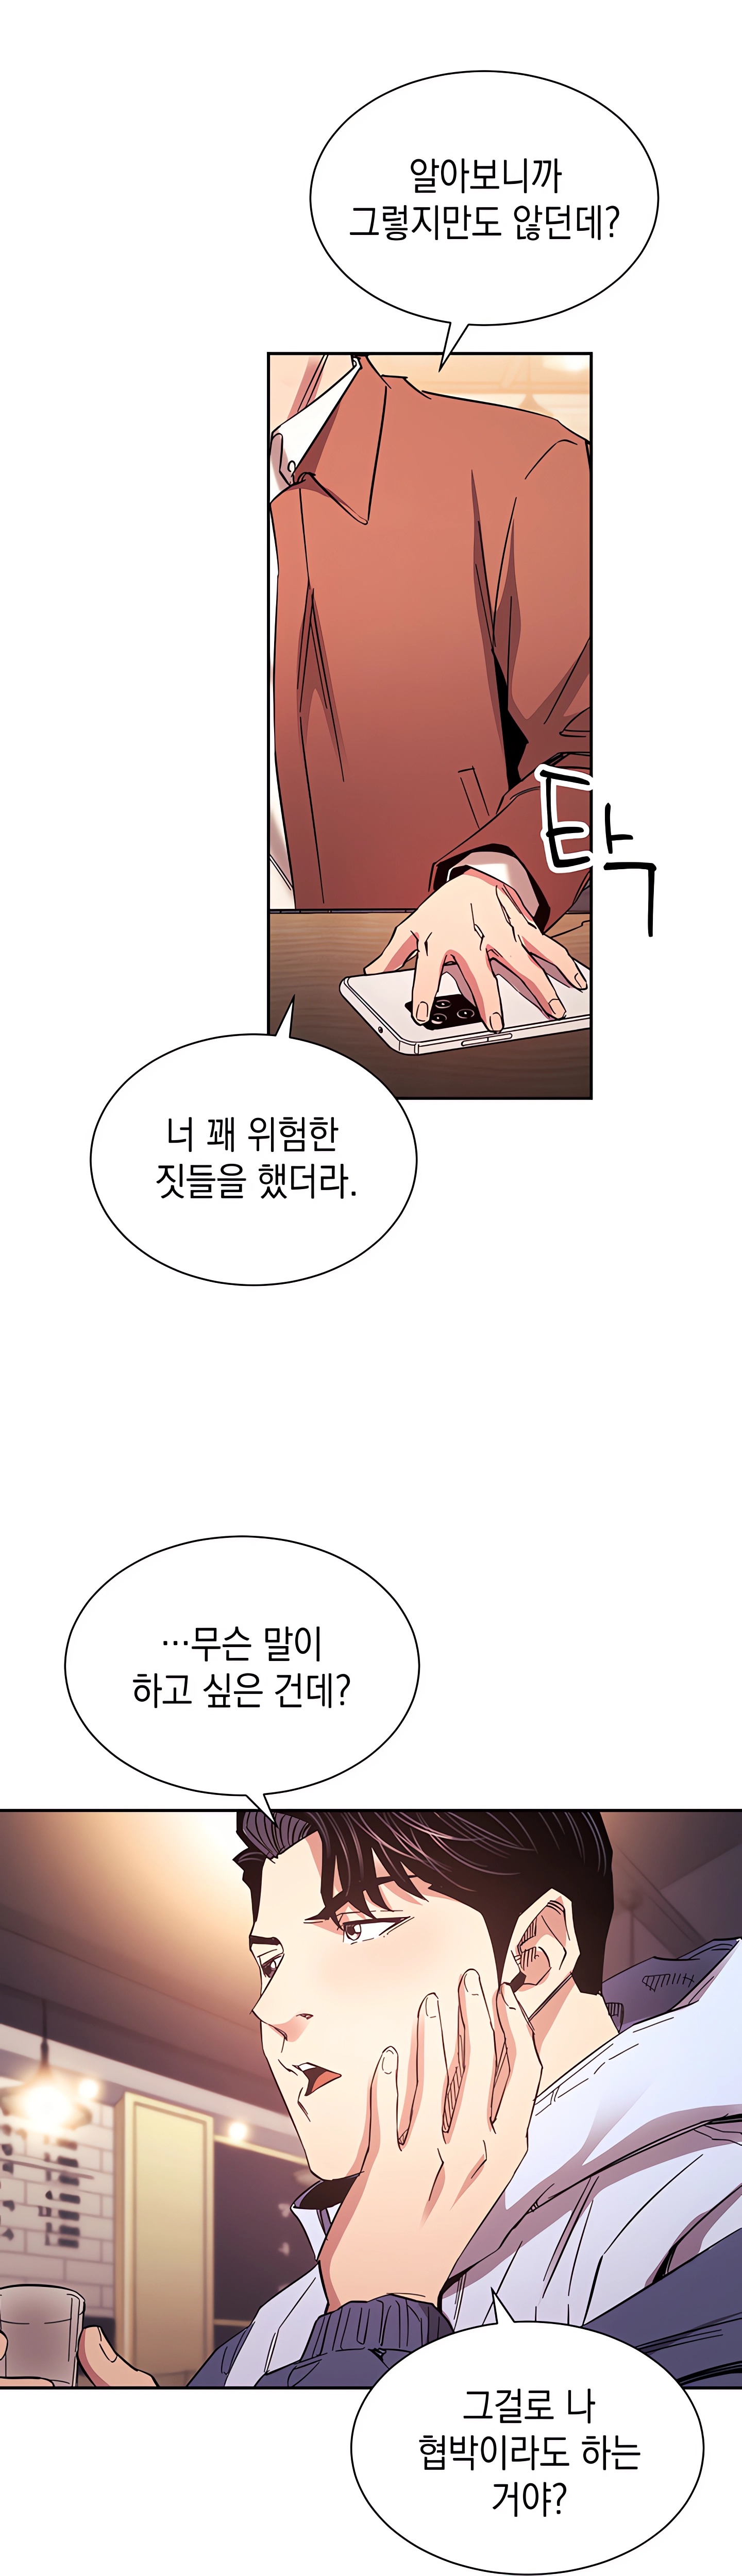 알아보니까
그렇지만도 않던데?
탁
너 꽤 위험한
짓들을 했더라.
…무슨 말이
하고 싶은 건데?
그걸로 나
협박이라도 하는
거야?